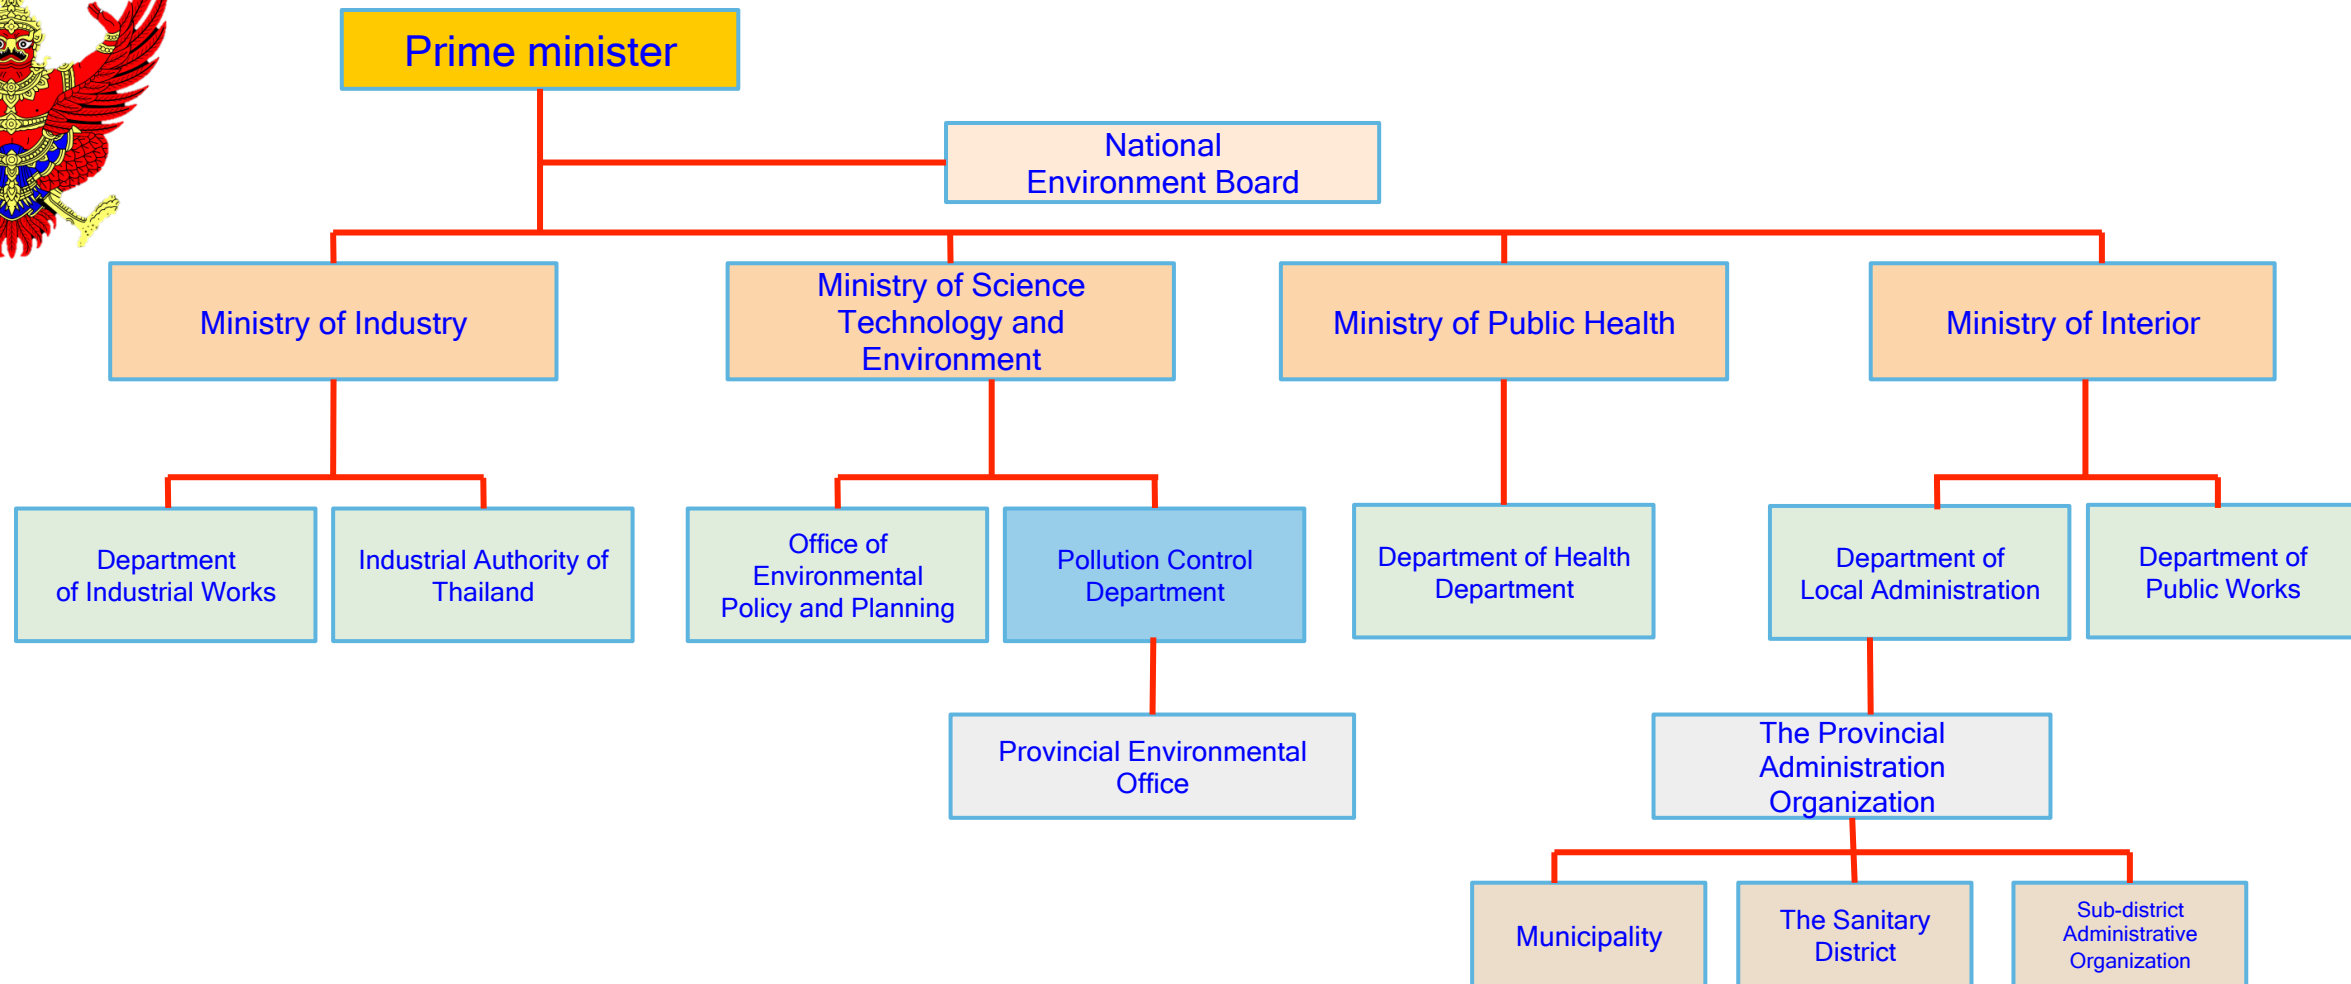 Prime minister
National
Environment Board
Ministry of Industry
Ministry of Science
Technology and
Environment
Ministry of Public Health
Ministry of Interior
Department
of Industrial Works
Industrial Authority of
Thailand
Office of
Environmental
Policy and Planning
Pollution Control
Department
Department of Health
Department
Department of
Local Administration
Department of
Public Works
Provincial Environmental
Office
The Provincial
Administration
Organization
Municipality
The Sanitary
District
Sub-district
Administrative
Organization